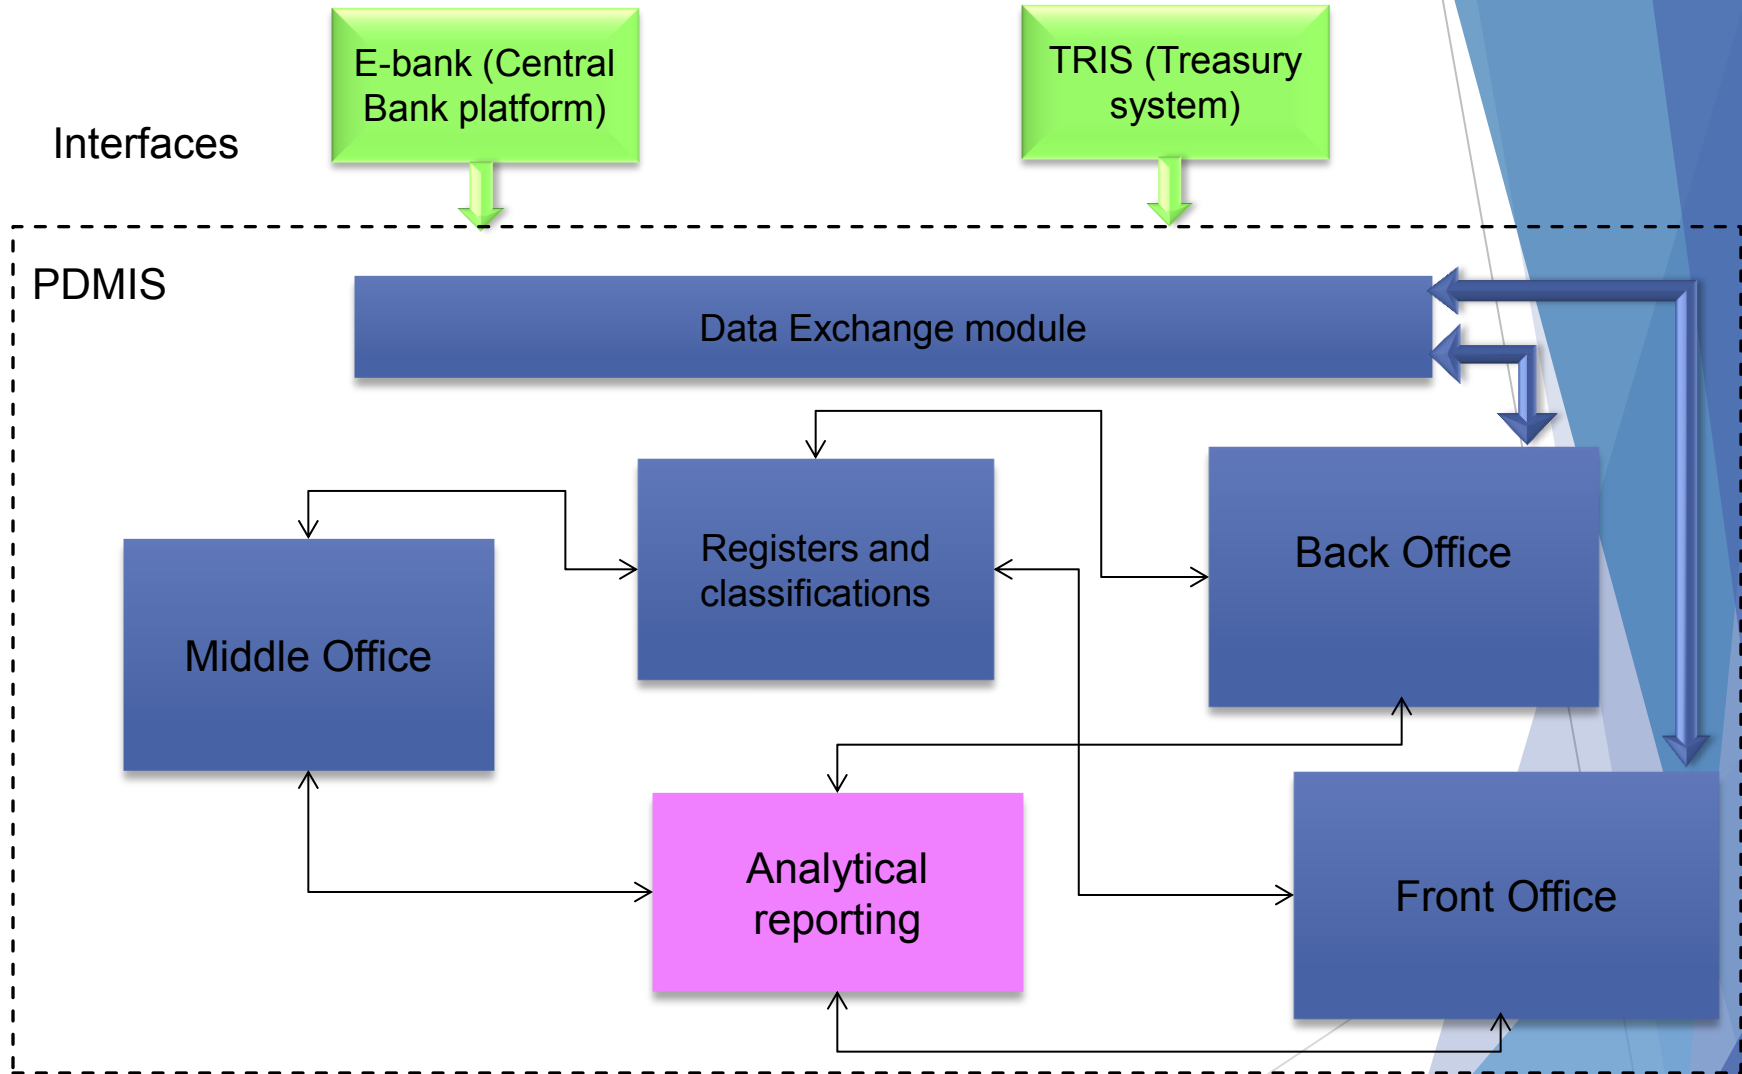 E-bank (Central
Bank platform)
TRIS (Treasury
system)
Interfaces
PDMIS
Data Exchange module
Registers and
classifications
Back Office
Middle Office
Analytical
reporting
Front Office